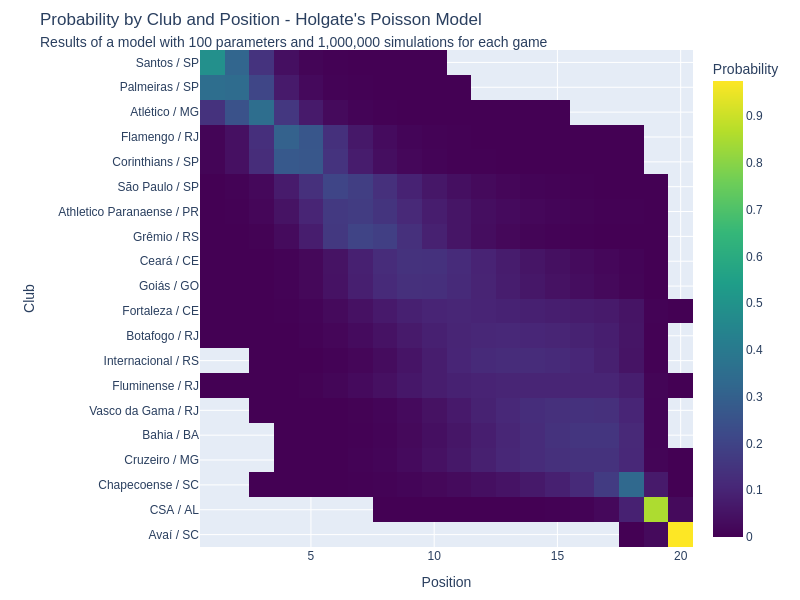 Probability by Club and Position - Holgate's Poisson Model
Results of a model with 100 parameters and 1,000,000 simulations for each game
Probability
Santos / SP
Palmeiras / SP
Atlético / MG
Flamengo / RJ
Corinthians / SP
São Paulo / SP
Athletico Paranaense / PR
Grêmio / RS
Ceará / CE
Goiás / GO
Fortaleza / CE
Botafogo / RJ
Internacional / RS
Fluminense / RJ
Vasco da Gama / RJ
Bahia / BA
Cruzeiro / MG
Chapecoense / SC
CSA / AL
Avaí / SC
Club
5
10
15
20
Position
0.9
0.8
0.7
0.6
0.5
0.4
0.3
0.2
0.1
0